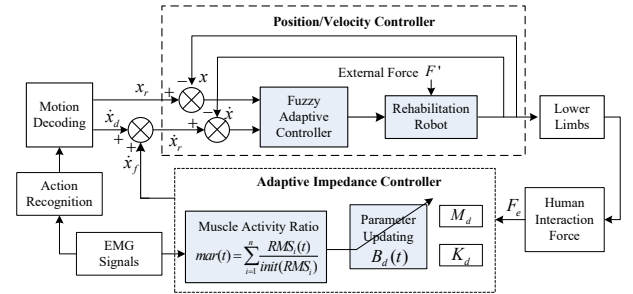 Position/Velocity Controller
x
External Force F'
x_r
Motion
Decoding
ẋ_d
ẋ
Fuzzy
Adaptive
Controller
Rehabilitation
Robot
Lower
Limbs
ẋ_r
ẋ_f
Action
Recognition
Adaptive Impedance Controller
EMG
Signals
Muscle Activity Ratio
mar(t) = \sum_{i=1}^{n} \frac{RMS_i(t)}{init(RMS_i)}
Parameter
Updating
B_d(t)
M_d
K_d
F_e
Human
Interaction
Force